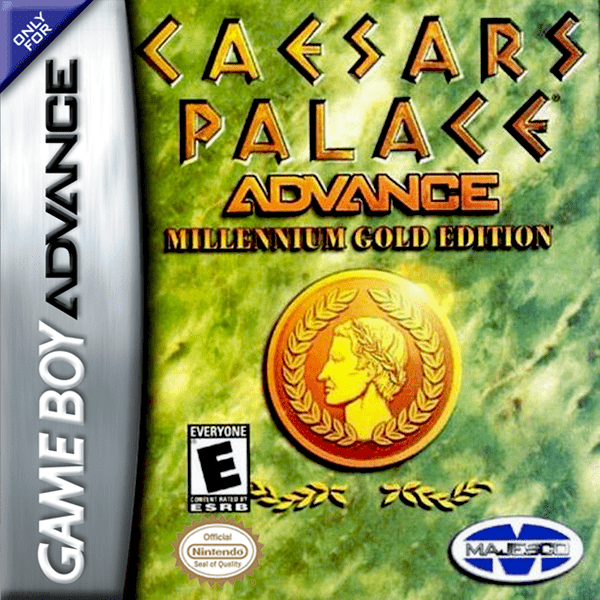 ONLY
FOR
GAME BOY ADVANCE
CAESARS
PALACE®
ADVANCE
MILLENNIUM GOLD EDITION
EVERYONE
E
CONTENT RATED BY
ESRB
Official
Nintendo
Seal of Quality
MAJESCO